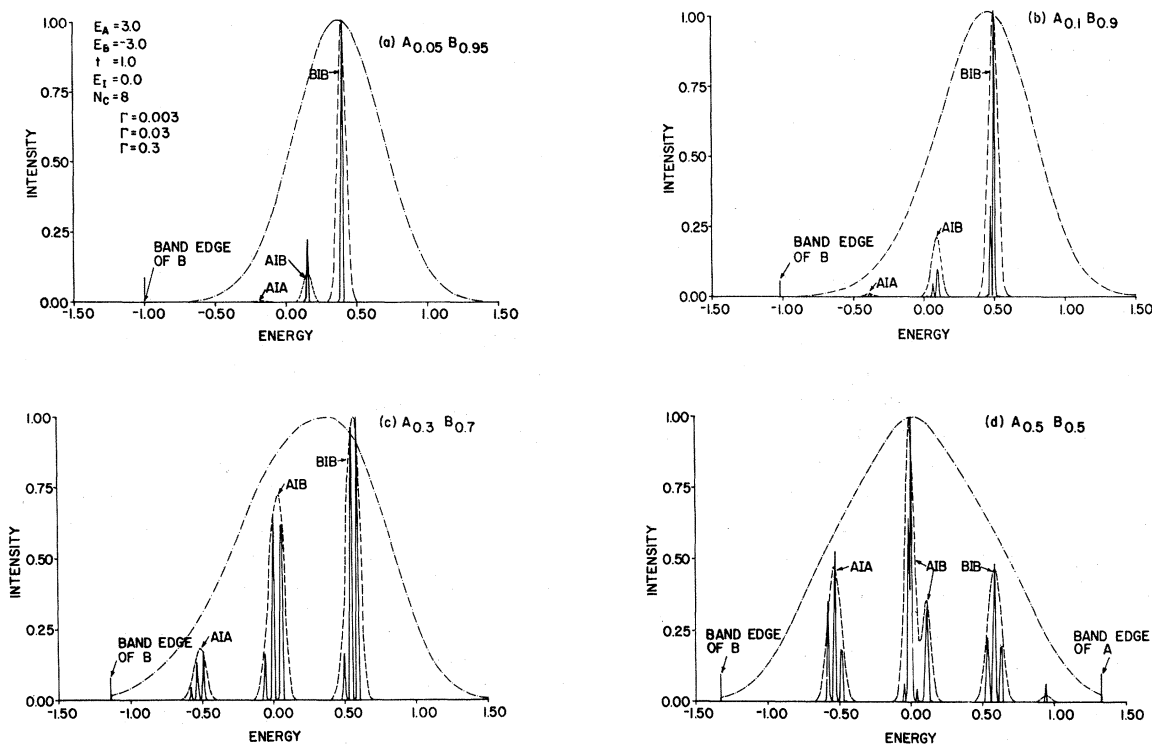 E_A = 3.0
E_B = -3.0
t = 1.0
E_I = 0.0
N_C = 8
Γ = 0.003
Γ = 0.03
Γ = 0.3
(a) A_0.05 B_0.95
INTENSITY
1.00
0.75
0.50
0.25
0.00
BIB
AIB
AIA
BAND EDGE
OF B
-1.50 -1.00 -0.50 0.00 0.50 1.00 1.50
ENERGY
(b) A_0.1 B_0.9
INTENSITY
1.00
0.75
0.50
0.25
0.00
BIB
AIB
AIA
BAND EDGE
OF B
-1.50 -1.00 -0.50 0.00 0.50 1.00 1.50
ENERGY
(c) A_0.3 B_0.7
INTENSITY
1.00
0.75
0.50
0.25
0.00
BIB
AIB
AIA
BAND EDGE
OF B
-1.50 -1.00 -0.50 0.00 0.50 1.00 1.50
ENERGY
(d) A_0.5 B_0.5
INTENSITY
1.00
0.75
0.50
0.25
0.00
AIA
AIB
BIB
BAND EDGE
OF B
BAND EDGE
OF A
-1.50 -1.00 -0.50 0.00 0.50 1.00 1.50
ENERGY